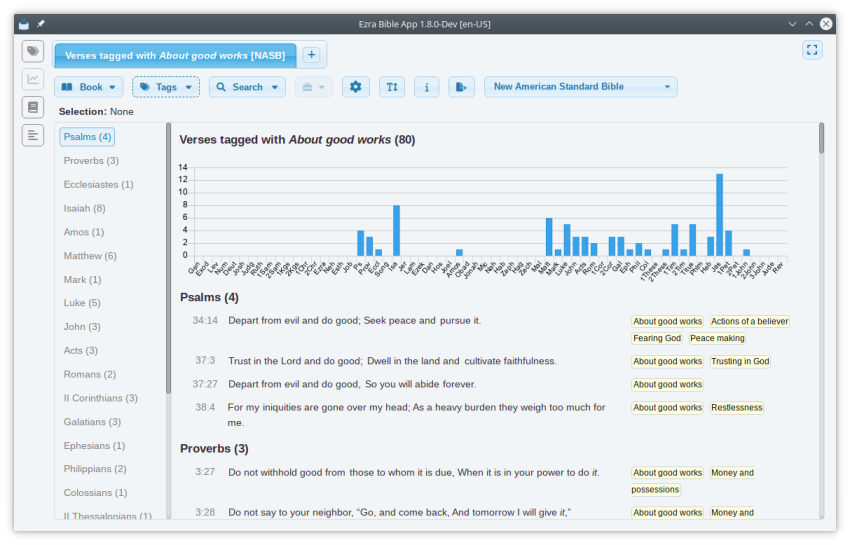 Ezra Bible App 1.8.0-Dev [en-US]
Verses tagged with About good works [NASB]
+
Book
Tags
Search
New American Standard Bible
Selection: None
Psalms (4)
Proverbs (3)
Ecclesiastes (1)
Isaiah (8)
Amos (1)
Matthew (6)
Mark (1)
Luke (5)
John (3)
Acts (3)
Romans (2)
II Corinthians (3)
Galatians (3)
Ephesians (1)
Philippians (2)
Colossians (1)
II Thessalonians (1)
Verses tagged with About good works (80)
14
12
10
8
6
4
2
0
Gen Exod Lev Num Deut Josh Judg Ruth 1Sam 2Sam 1Kgs 2Kgs 1Chr 2Chr Ezra Neh Esth Job Ps Prov Eccl Song Isa Jer Lam Ezek Dan Hos Joel Amos Obad Jonah Mic Nah Hab Zeph Hag Zech Mal Matt Mark Luke John Acts Rom 1Cor 2Cor Gal Eph Phil Col 1Thess 2Thess 1Tim 2Tim Titus Phlm Heb Jas 1Pet 2Pet 1John 2John 3John Jude Rev
Psalms (4)
34:14 Depart from evil and do good; Seek peace and pursue it. About good works Actions of a believer
Fearing God Peace making
37:3 Trust in the Lord and do good; Dwell in the land and cultivate faithfulness. About good works Trusting in God
37:27 Depart from evil and do good, So you will abide forever. About good works
38:4 For my iniquities are gone over my head; As a heavy burden they weigh too much for About good works Restlessness
me.
Proverbs (3)
3:27 Do not withhold good from those to whom it is due, When it is in your power to do it. About good works Money and
possessions
3:28 Do not say to your neighbor, “Go, and come back, And tomorrow I will give it,” About good works Money and